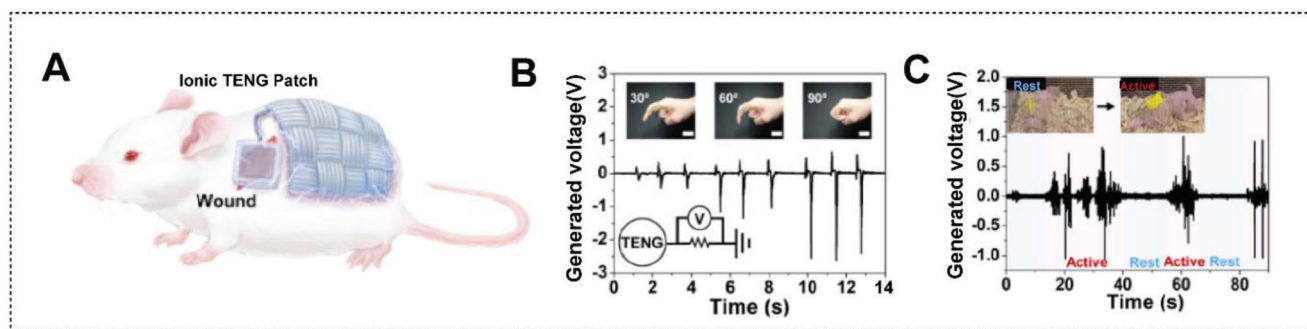 A
Ionic TENG Patch
Wound
B
Generated voltage(V)
3
2
1
0
-1
-2
-3
30°
60°
90°
TENG
V
0 2 4 6 8 10 12 14
Time (s)
C
Generated voltage(V)
2.0
1.5
1.0
0.5
0.0
-0.5
-1.0
Rest
Active
Active
Rest
Active
Rest
0 20 40 60 80
Time (s)